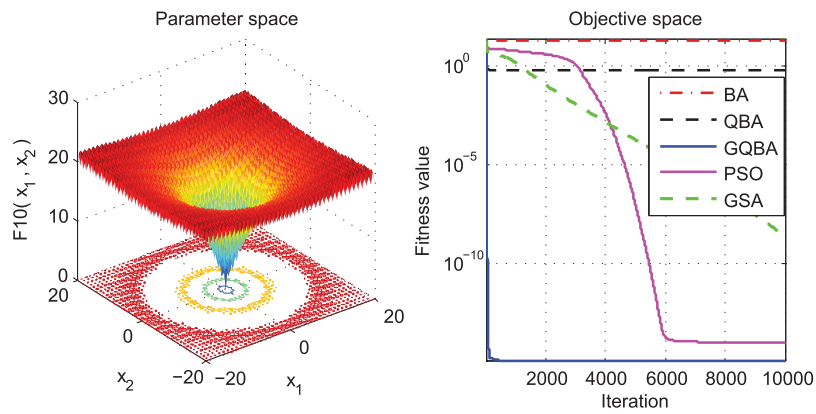 Parameter space
F10( x1 , x2 )
30
20
10
0
20
0
−20
x2
−20
0
20
x1
Objective space
Fitness value
10^0
10^−5
10^−10
BA
QBA
GQBA
PSO
GSA
2000 4000 6000 8000 10000
Iteration